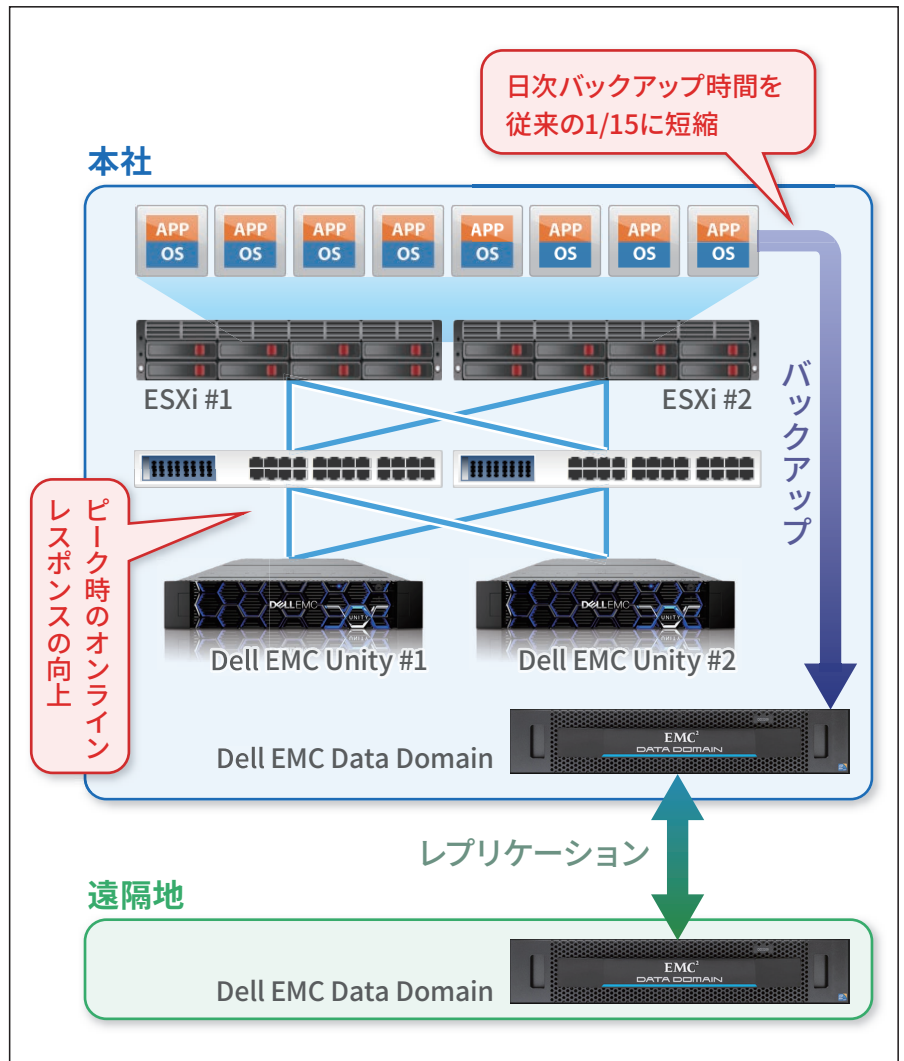 日次バックアップ時間を
従来の1/15に短縮
本社
APP
OS
APP
OS
APP
OS
APP
OS
APP
OS
APP
OS
APP
OS
APP
OS
ESXi #1
ESXi #2
バックアップ
ピーク時のオンライン
レスポンスの向上
DELLEMC
UNITY
DELLEMC
UNITY
Dell EMC Unity #1
Dell EMC Unity #2
EMC²
DATA DOMAIN
Dell EMC Data Domain
レプリケーション
遠隔地
EMC²
DATA DOMAIN
Dell EMC Data Domain